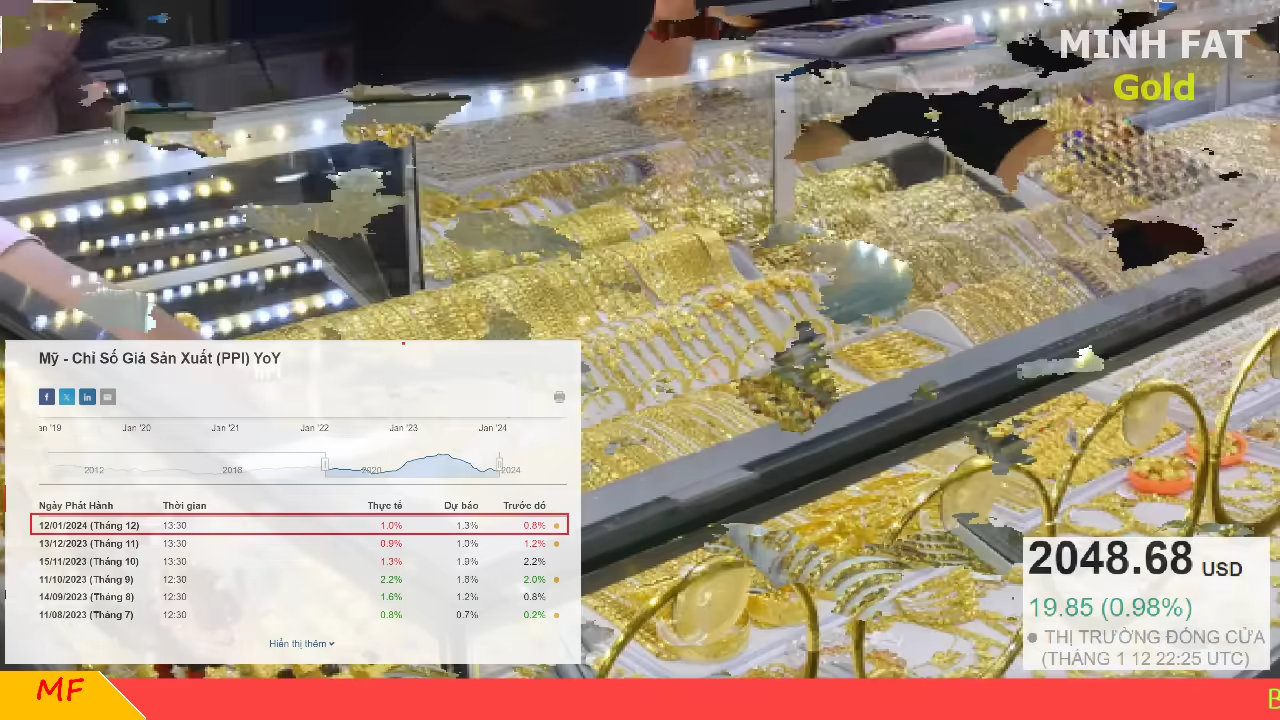 MINH FAT
Gold
Mỹ - Chỉ Số Giá Sản Xuất (PPI) YoY
an '19 Jan '20 Jan '21 Jan '22 Jan '23 Jan '24
2012 2016 2020 2024
Ngày Phát Hành Thời gian Thực tế Dự báo Trước đó
12/01/2024 (Tháng 12) 13:30 1.0% 1.3% 0.8%
13/12/2023 (Tháng 11) 13:30 0.9% 1.0% 1.2%
15/11/2023 (Tháng 10) 13:30 1.3% 1.9% 2.2%
11/10/2023 (Tháng 9) 12:30 2.2% 1.6% 2.0%
14/09/2023 (Tháng 8) 12:30 1.6% 1.2% 0.8%
11/08/2023 (Tháng 7) 12:30 0.8% 0.7% 0.2%
Hiển thị thêm
2048.68 USD
19.85 (0.98%)
THỊ TRƯỜNG ĐÓNG CỬA
(THÁNG 1 12 22:25 UTC)
MF
B